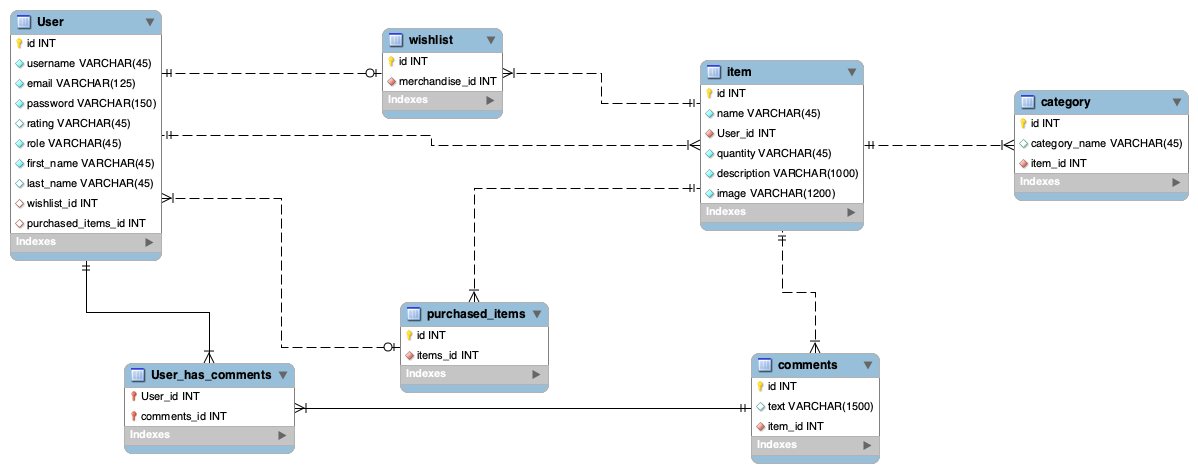 User
id INT
username VARCHAR(45)
email VARCHAR(125)
password VARCHAR(150)
rating VARCHAR(45)
role VARCHAR(45)
first_name VARCHAR(45)
last_name VARCHAR(45)
wishlist_id INT
purchased_items_id INT
Indexes
wishlist
id INT
merchandise_id INT
Indexes
item
id INT
name VARCHAR(45)
User_id INT
quantity VARCHAR(45)
description VARCHAR(1000)
image VARCHAR(1200)
Indexes
category
id INT
category_name VARCHAR(45)
item_id INT
Indexes
purchased_items
id INT
items_id INT
Indexes
User_has_comments
User_id INT
comments_id INT
Indexes
comments
id INT
text VARCHAR(1500)
item_id INT
Indexes